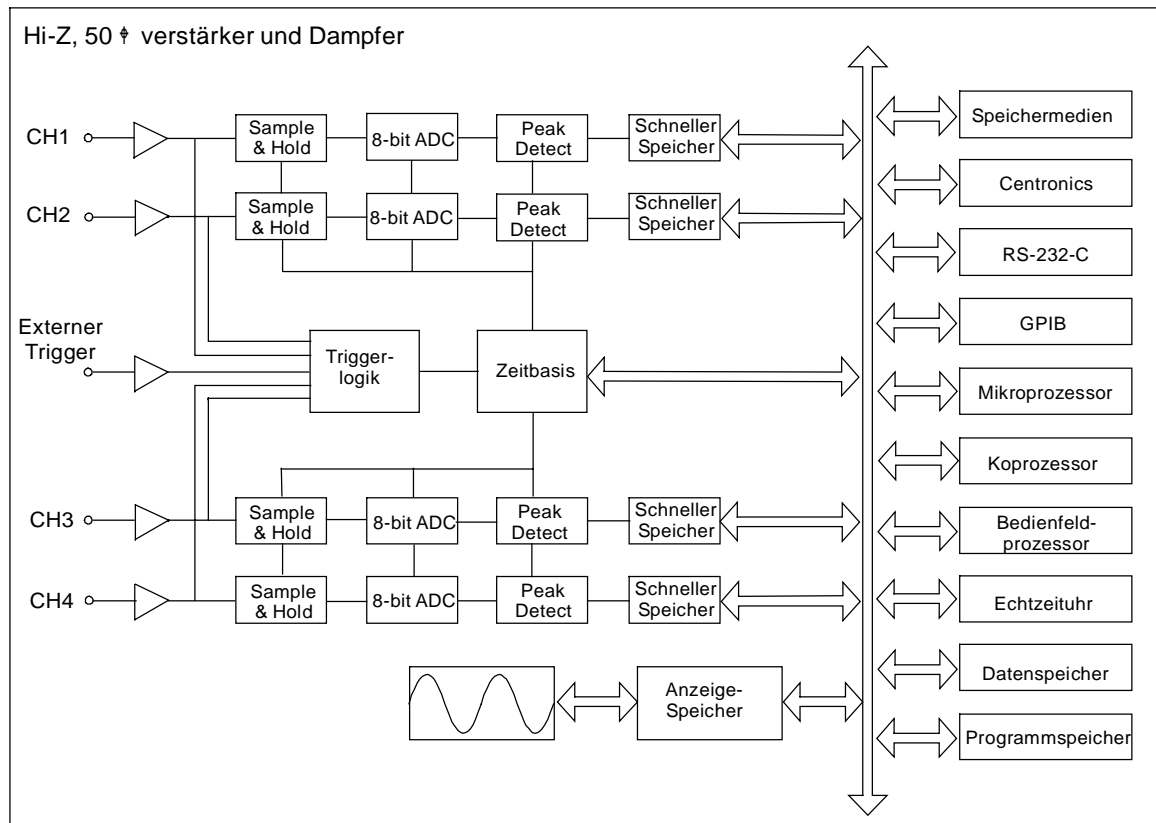 Hi-Z, 50 ⌽ verstärker und Dampfer
CH1
Sample
& Hold
8-bit ADC
Peak
Detect
Schneller
Speicher
Speichermedien
CH2
Sample
& Hold
8-bit ADC
Peak
Detect
Schneller
Speicher
Centronics
RS-232-C
Externer
Trigger
Trigger-
logik
Zeitbasis
GPIB
Mikroprozessor
Koprozessor
CH3
Sample
& Hold
8-bit ADC
Peak
Detect
Schneller
Speicher
Bedienfeld-
prozessor
CH4
Sample
& Hold
8-bit ADC
Peak
Detect
Schneller
Speicher
Echtzeituhr
Anzeige-
Speicher
Datenspeicher
Programmspeicher